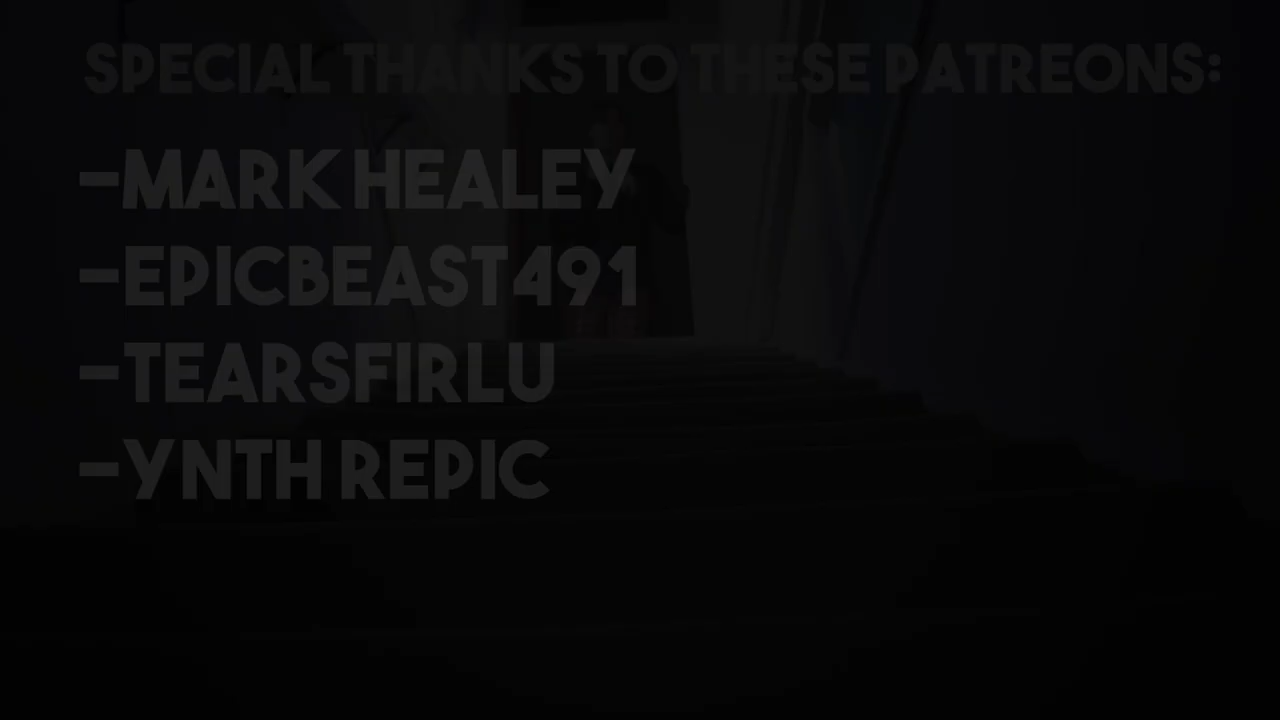 SPECIAL THANKS TO THESE PATREONS:
-MARK HEALEY
-EPICBEAST491
-TEARSFIRLU
-YNTH REPIC